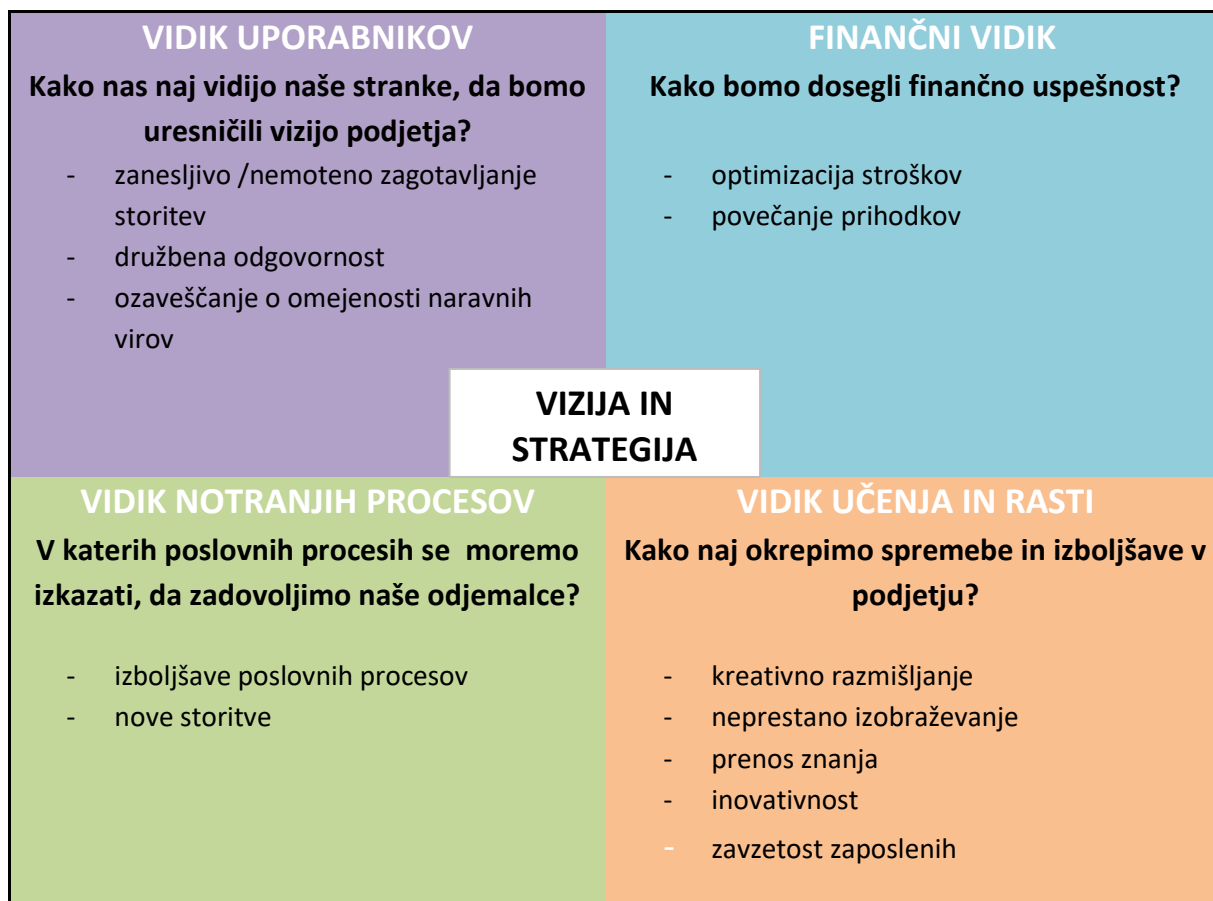 VIDIK UPORABNIKOV
Kako nas naj vidijo naše stranke, da bomo
uresničili vizijo podjetja?
- zanesljivo /nemoteno zagotavljanje
storitev
- družbena odgovornost
- ozaveščanje o omejenosti naravnih
virov
FINANČNI VIDIK
Kako bomo dosegli finančno uspešnost?
- optimizacija stroškov
- povečanje prihodkov
VIZIJA IN
STRATEGIJA
VIDIK NOTRANJIH PROCESOV
V katerih poslovnih procesih se moremo
izkazati, da zadovoljimo naše odjemalce?
- izboljšave poslovnih procesov
- nove storitve
VIDIK UČENJA IN RASTI
Kako naj okrepimo spremebe in izboljšave v
podjetju?
- kreativno razmišljanje
- neprestano izobraževanje
- prenos znanja
- inovativnost
- zavzetost zaposlenih